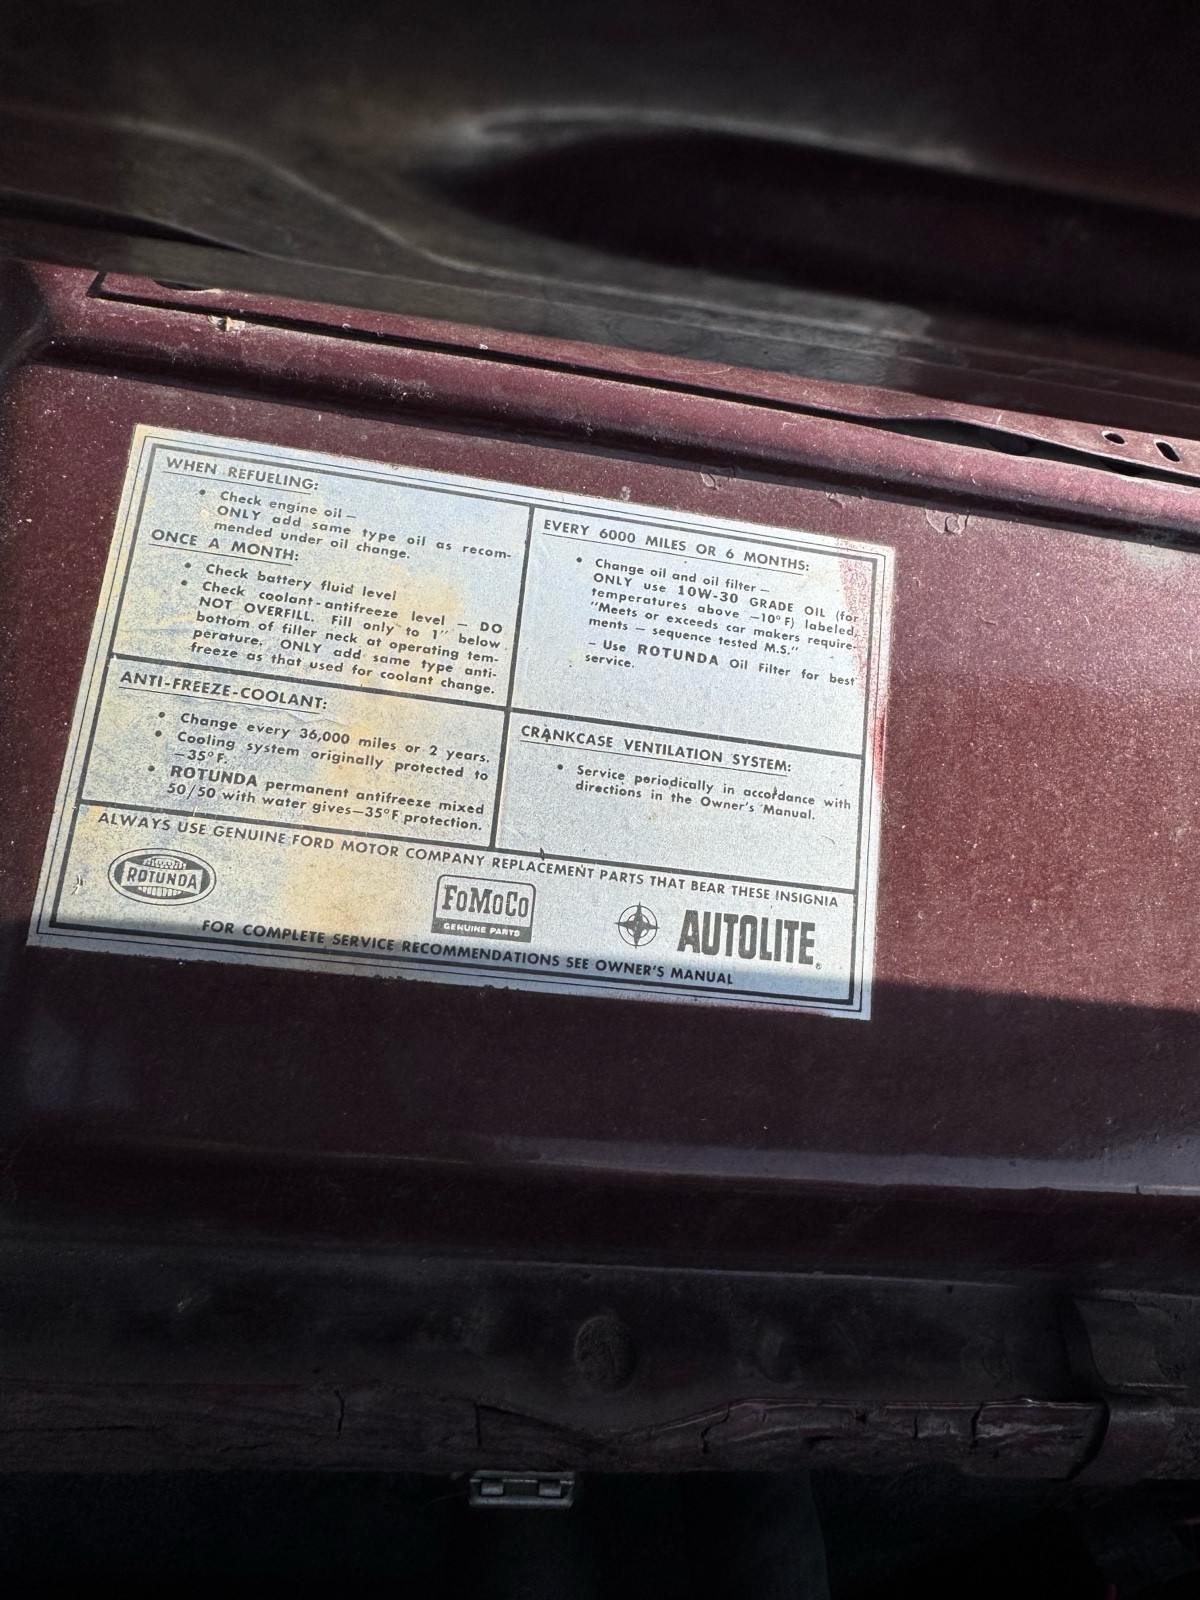 WHEN REFUELING:
• Check engine oil –
ONLY add same type oil as recom-
mended under oil change.
ONCE A MONTH:
• Check battery fluid level
• Check coolant-antifreeze level – DO
NOT OVERFILL. Fill only to 1" below
bottom of filler neck at operating tem-
perature. ONLY add same type anti-
freeze as that used for coolant change.
ANTI-FREEZE-COOLANT:
• Change every 36,000 miles or 2 years.
• Cooling system originally protected to
–35°F.
• ROTUNDA permanent antifreeze mixed
50/50 with water gives–35°F protection.
EVERY 6000 MILES OR 6 MONTHS:
• Change oil and oil filter –
ONLY use 10W-30 GRADE OIL (for
temperatures above –10°F) labeled,
"Meets or exceeds car makers require-
ments – sequence tested M.S."
– Use ROTUNDA Oil Filter for best
service.
CRANKCASE VENTILATION SYSTEM:
• Service periodically in accordance with
directions in the Owner's Manual.
ALWAYS USE GENUINE FORD MOTOR COMPANY REPLACEMENT PARTS THAT BEAR THESE INSIGNIA
ROTUNDA
FoMoCo
GENUINE PARTS
AUTOLITE®
FOR COMPLETE SERVICE RECOMMENDATIONS SEE OWNER'S MANUAL